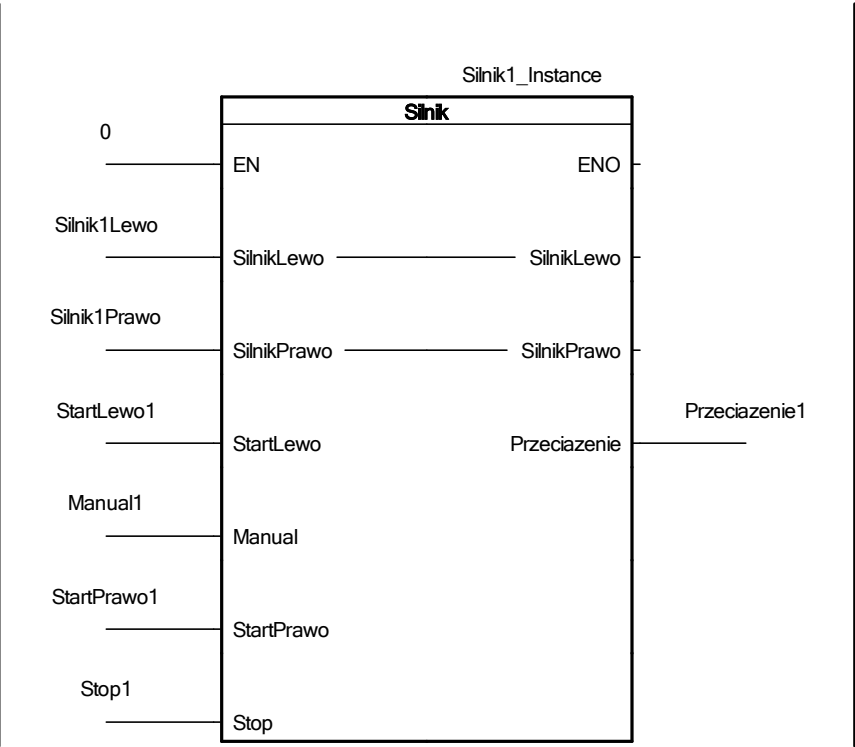 Silnik1_Instance
Silnik
0
EN ENO
Silnik1Lewo
SilnikLewo SilnikLewo
Silnik1Prawo
SilnikPrawo SilnikPrawo
StartLewo1 Przeciazenie1
StartLewo Przeciazenie
Manual1
Manual
StartPrawo1
StartPrawo
Stop1
Stop